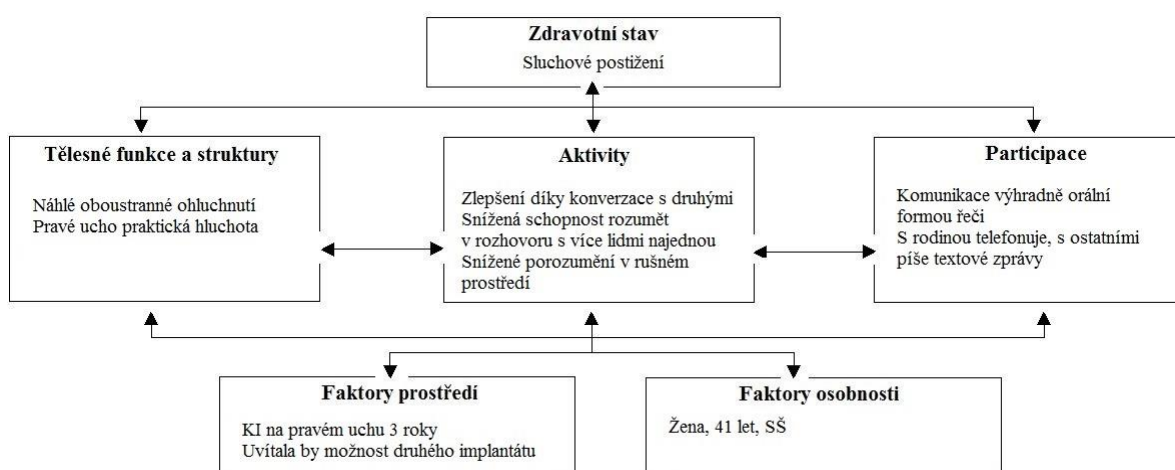 Zdravotní stav
Sluchové postižení
Tělesné funkce a struktury
Náhlé oboustranné ohluchnutí
Pravé ucho praktická hluchota
Aktivity
Zlepšení díky konverzace s druhými
Snížená schopnost rozumět
v rozhovoru s více lidmi najednou
Snížené porozumění v rušném
prostředí
Participace
Komunikace výhradně orální
formou řeči
S rodinou telefonuje, s ostatními
píše textové zprávy
Faktory prostředí
KI na pravém uchu 3 roky
Uvítala by možnost druhého implantátu
Faktory osobnosti
Žena, 41 let, SŠ